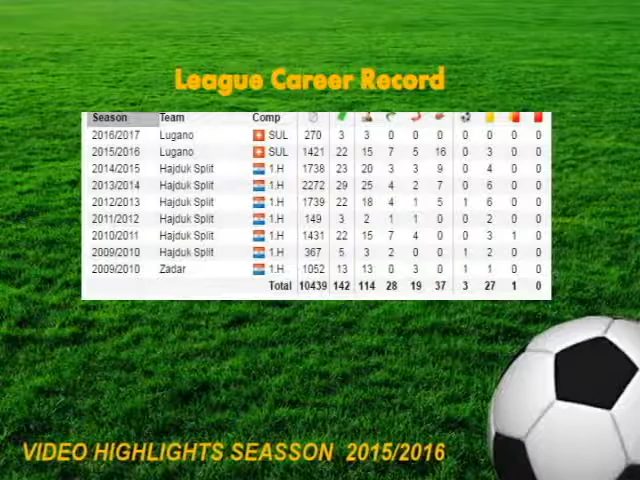 League Career Record
Season Team Comp
2016/2017 Lugano SUL 270 3 3 0 0 0 0 0 0 0
2015/2016 Lugano SUL 1421 22 15 7 5 16 0 3 0 0
2014/2015 Hajduk Split 1.H 1738 23 20 3 3 9 0 4 0 0
2013/2014 Hajduk Split 1.H 2272 29 25 4 2 7 0 6 0 0
2012/2013 Hajduk Split 1.H 1739 22 18 4 1 5 1 6 0 0
2011/2012 Hajduk Split 1.H 149 3 2 1 1 0 0 2 0 0
2010/2011 Hajduk Split 1.H 1431 22 15 7 4 0 0 3 1 0
2009/2010 Hajduk Split 1.H 367 5 3 2 0 0 1 2 0 0
2009/2010 Zadar 1.H 1052 13 13 0 3 0 1 1 0 0
Total 10439 142 114 28 19 37 3 27 1 0
VIDEO HIGHLIGHTS SEASSON 2015/2016